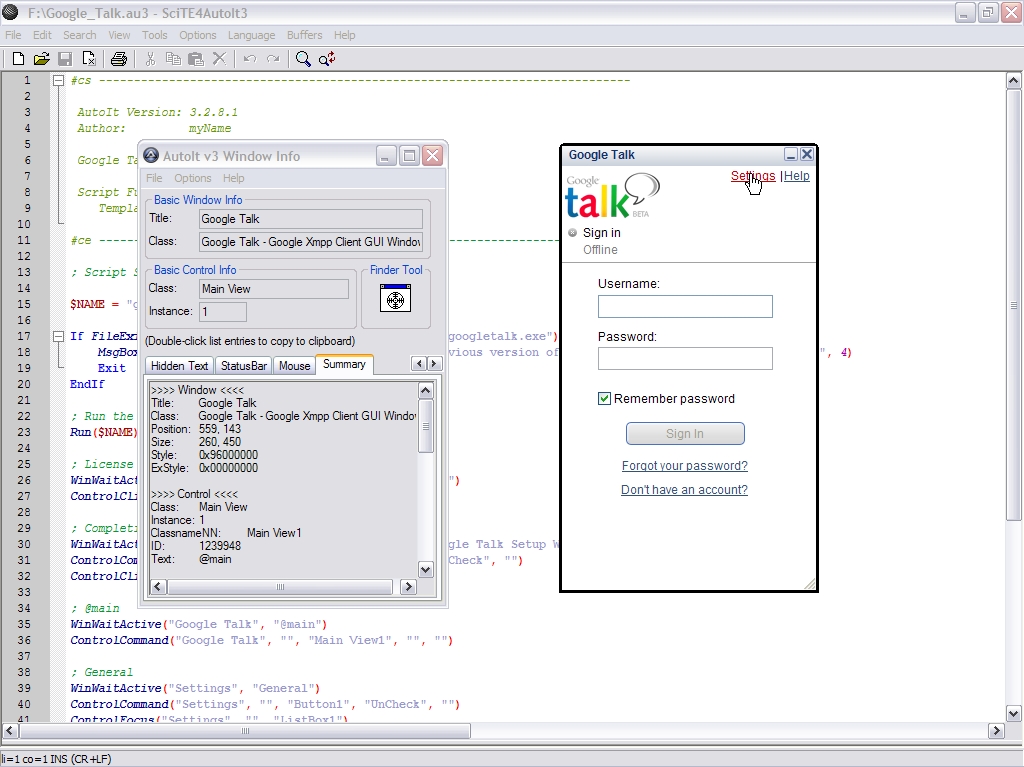 F:\Google_Talk.au3 - SciTE4AutoIt3
File Edit Search View Tools Options Language Buffers Help
1 #cs
2
3 AutoIt Version: 3.2.8.1
4 Author: myName
5
6 Google Ta
7
8 Script Fu
9 Templa
10
11 #ce
12
13 ; Script S
14
15 $NAME = "g
16
17 If FileEx googletalk.exe")
18 MsgBox vious version of ", 4)
19 Exit
20 EndIf
21
22 ; Run the
23 Run($NAME)
24
25 ; License
26 WinWaitAct ")
27 ControlCli
28
29 ; Completi
30 WinWaitAct gle Talk Setup W
31 ControlCom Check", "")
32 ControlCli
33
34 ; @main
35 WinWaitActive("Google Talk", "@main")
36 ControlCommand("Google Talk", "", "Main View1", "", "")
37
38 ; General
39 WinWaitActive("Settings", "General")
40 ControlCommand("Settings", "", "Button1", "UnCheck", "")
41 ControlFocus("Settings", "", "ListBox1")
li=1 co=1 INS (CR+LF)
AutoIt v3 Window Info
File Options Help
Basic Window Info
Title: Google Talk
Class: Google Talk - Google Xmpp Client GUI Window
Basic Control Info
Class: Main View
Instance: 1
Finder Tool
(Double-click list entries to copy to clipboard)
Hidden Text StatusBar Mouse Summary
>>>> Window <<<<
Title: Google Talk
Class: Google Talk - Google Xmpp Client GUI Windo
Position: 559, 143
Size: 260, 450
Style: 0x96000000
ExStyle: 0x00000000
>>>> Control <<<<
Class: Main View
Instance: 1
ClassnameNN: Main View1
ID: 1239948
Text: @main
Google Talk
Settings | Help
Google
talk
BETA
Sign in
Offline
Username:
Password:
Remember password
Sign In
Forgot your password?
Don't have an account?